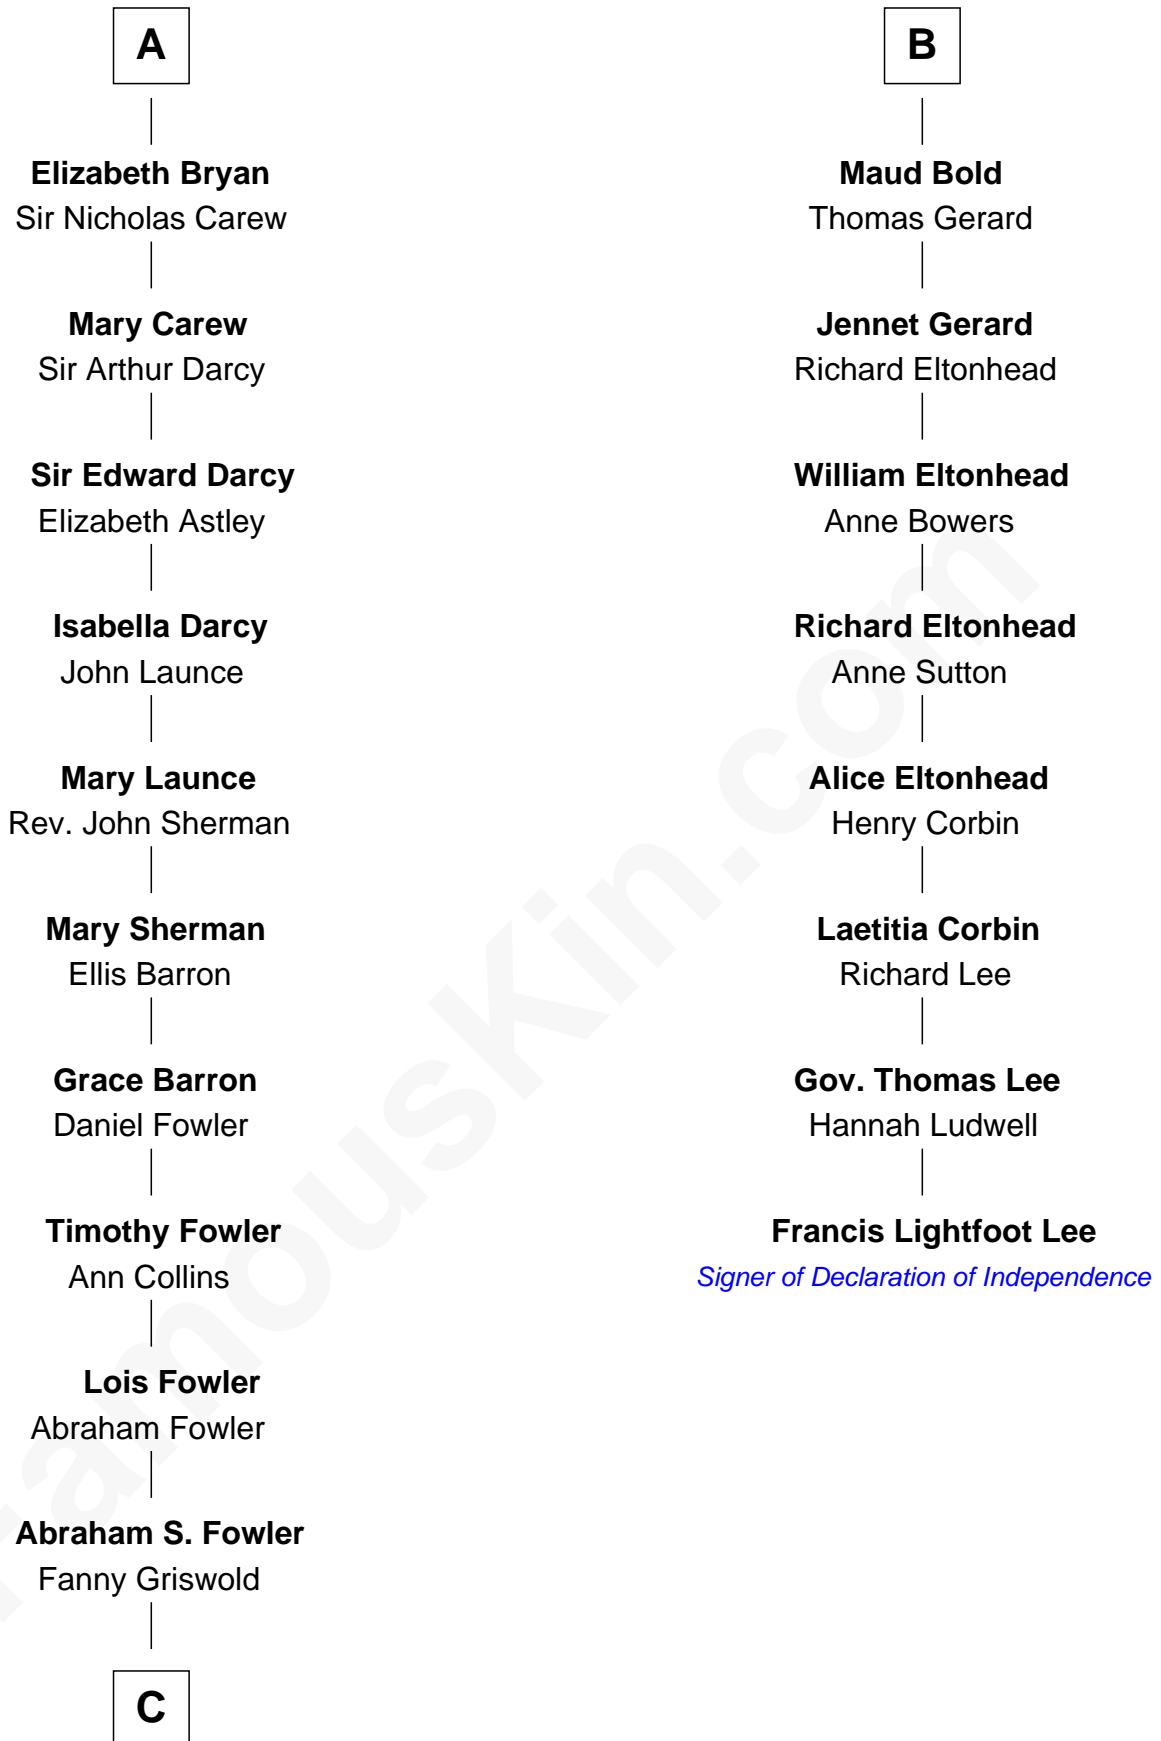 A
Elizabeth Bryan
Sir Nicholas Carew
Mary Carew
Sir Arthur Darcy
Sir Edward Darcy
Elizabeth Astley
Isabella Darcy
John Launce
Mary Launce
Rev. John Sherman
Mary Sherman
Ellis Barron
Grace Barron
Daniel Fowler
Timothy Fowler
Ann Collins
Lois Fowler
Abraham Fowler
Abraham S. Fowler
Fanny Griswold
C
B
Maud Bold
Thomas Gerard
Jennet Gerard
Richard Eltonhead
William Eltonhead
Anne Bowers
Richard Eltonhead
Anne Sutton
Alice Eltonhead
Henry Corbin
Laetitia Corbin
Richard Lee
Gov. Thomas Lee
Hannah Ludwell
Francis Lightfoot Lee
Signer of Declaration of Independence
FamousKin.com